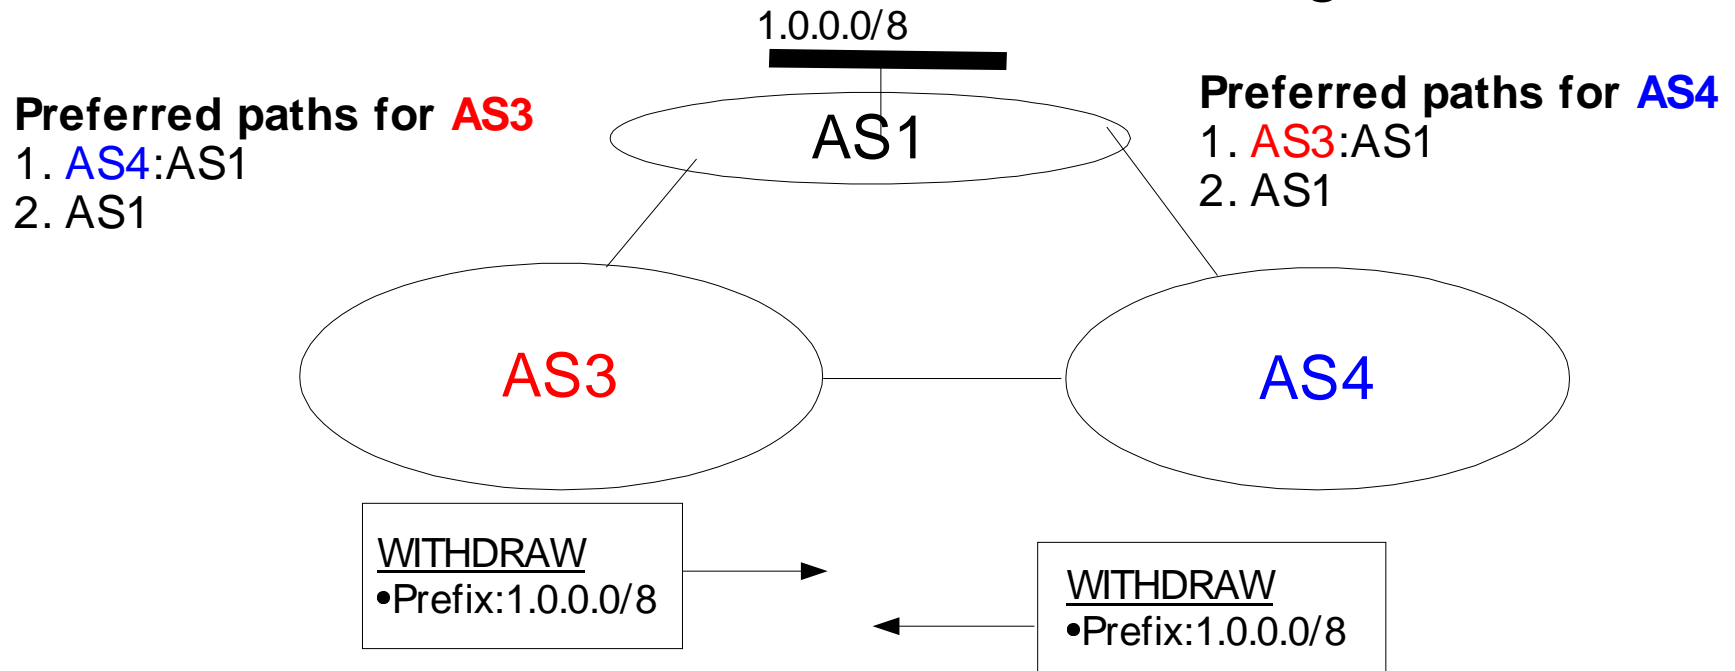 1.0.0.0/8
Preferred paths for AS3
1. AS4:AS1
2. AS1
AS1
Preferred paths for AS4
1. AS3:AS1
2. AS1
AS3
AS4
WITHDRAW
•Prefix:1.0.0.0/8
WITHDRAW
•Prefix:1.0.0.0/8